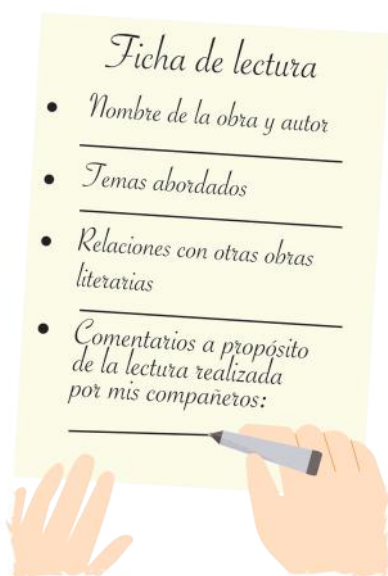 Ficha de lectura
• Nombre de la obra y autor
• Temas abordados
• Relaciones con otras obras
literarias
• Comentarios a propósito
de la lectura realizada
por mis compañeros: